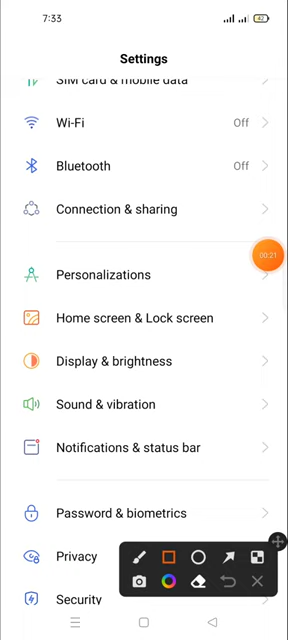 7:33
42
Settings
SIM card & mobile data
Wi-Fi
Off
Bluetooth
Off
Connection & sharing
00:21
Personalizations
Home screen & Lock screen
Display & brightness
Sound & vibration
Notifications & status bar
Password & biometrics
Privacy
Security